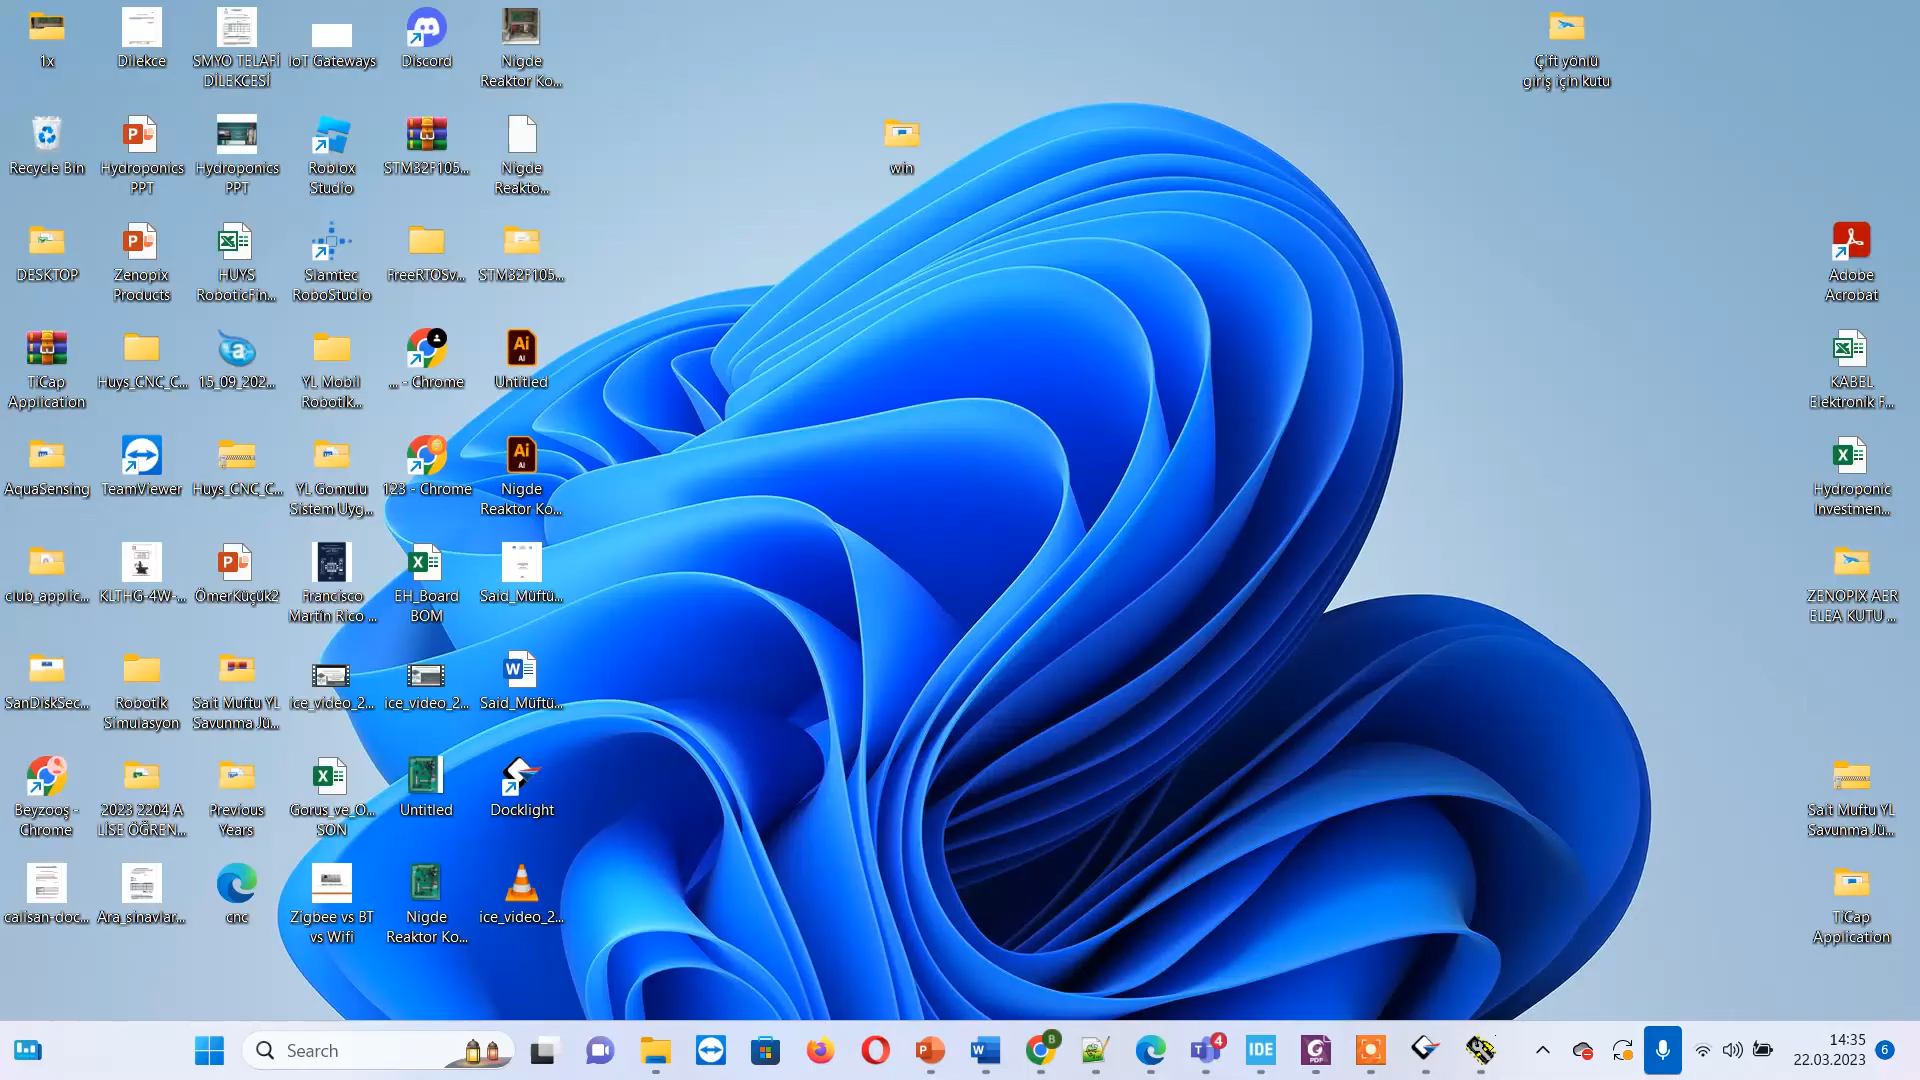 1x
Dilekce
SMYO TELAFİ
DİLEKCESİ
IoT Gateways
Discord
Nigde
Reaktor Ko...
Çift yönlü
giriş için kutu
Recycle Bin
Hydroponics
PPT
Hydroponics
PPT
Roblox
Studio
STM32F105...
Nigde
Reakto...
win
DESKTOP
Zenopix
Products
HUYS
RoboticFin...
Slamtec
RoboStudio
FreeRTOSv...
STM32F105...
Adobe
Acrobat
TiCap
Application
Huys_CNC_C...
15_09_202...
YL Mobil
Robotik...
... - Chrome
Untitled
KABEL
Elektronik F...
AquaSensing
TeamViewer
Huys_CNC_C...
YL Gomulu
Sistem Uyg...
123 - Chrome
Nigde
Reaktor Ko...
Hydroponic
Investmen...
club_applic...
KLTHG-4W-...
ÖmerKüçük2
Francisco
Martin Rico ...
EH_Board
BOM
Said_Müftü...
ZENOPIX AER
ELEA KUTU ...
SanDiskSec...
Robotik
Simulasyon
Sait Muftu YL
Savunma Jü...
ice_video_2...
ice_video_2...
Said_Müftü...
Beyzooş -
Chrome
2023 2204 A
LİSE ÖĞREN...
Previous
Years
Gorus_ve_O...
SON
Untitled
Docklight
Sait Muftu YL
Savunma Jü...
calisan-doc...
Ara_sinavlar...
cnc
Zigbee vs BT
vs Wifi
Nigde
Reaktor Ko...
ice_video_2...
TiCap
Application
Search
14:35
22.03.2023
6